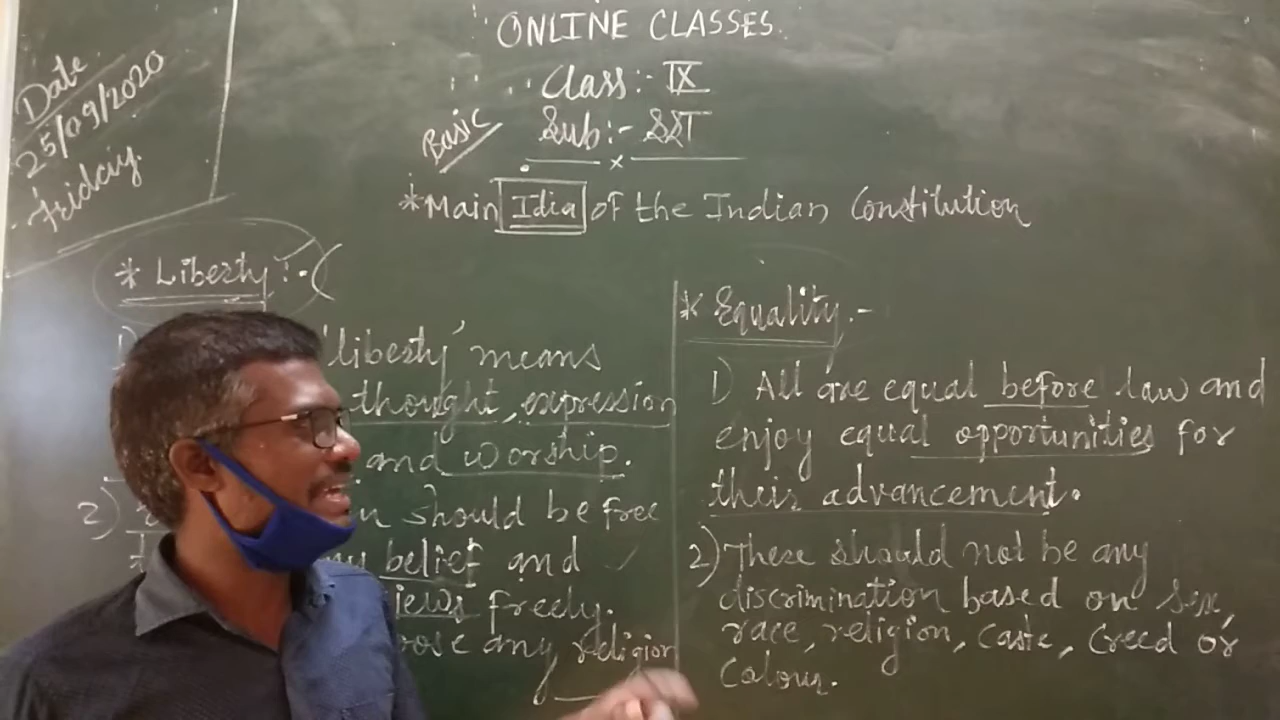 Date
25/09/2020
Friday.
ONLINE CLASSES
Class:- IX
Basic
Sub:- SST
*Main Idia of the Indian Constitution
* Liberty:-
1)
'liberty' means
thought, expression
and worship.
2)
should be free
belief and
freely.
any religion
* Equality.-
1) All are equal before law and
enjoy equal opportunities for
their advancement.
2) There should not be any
discrimination based on sex,
race, religion, caste, creed or
colour.